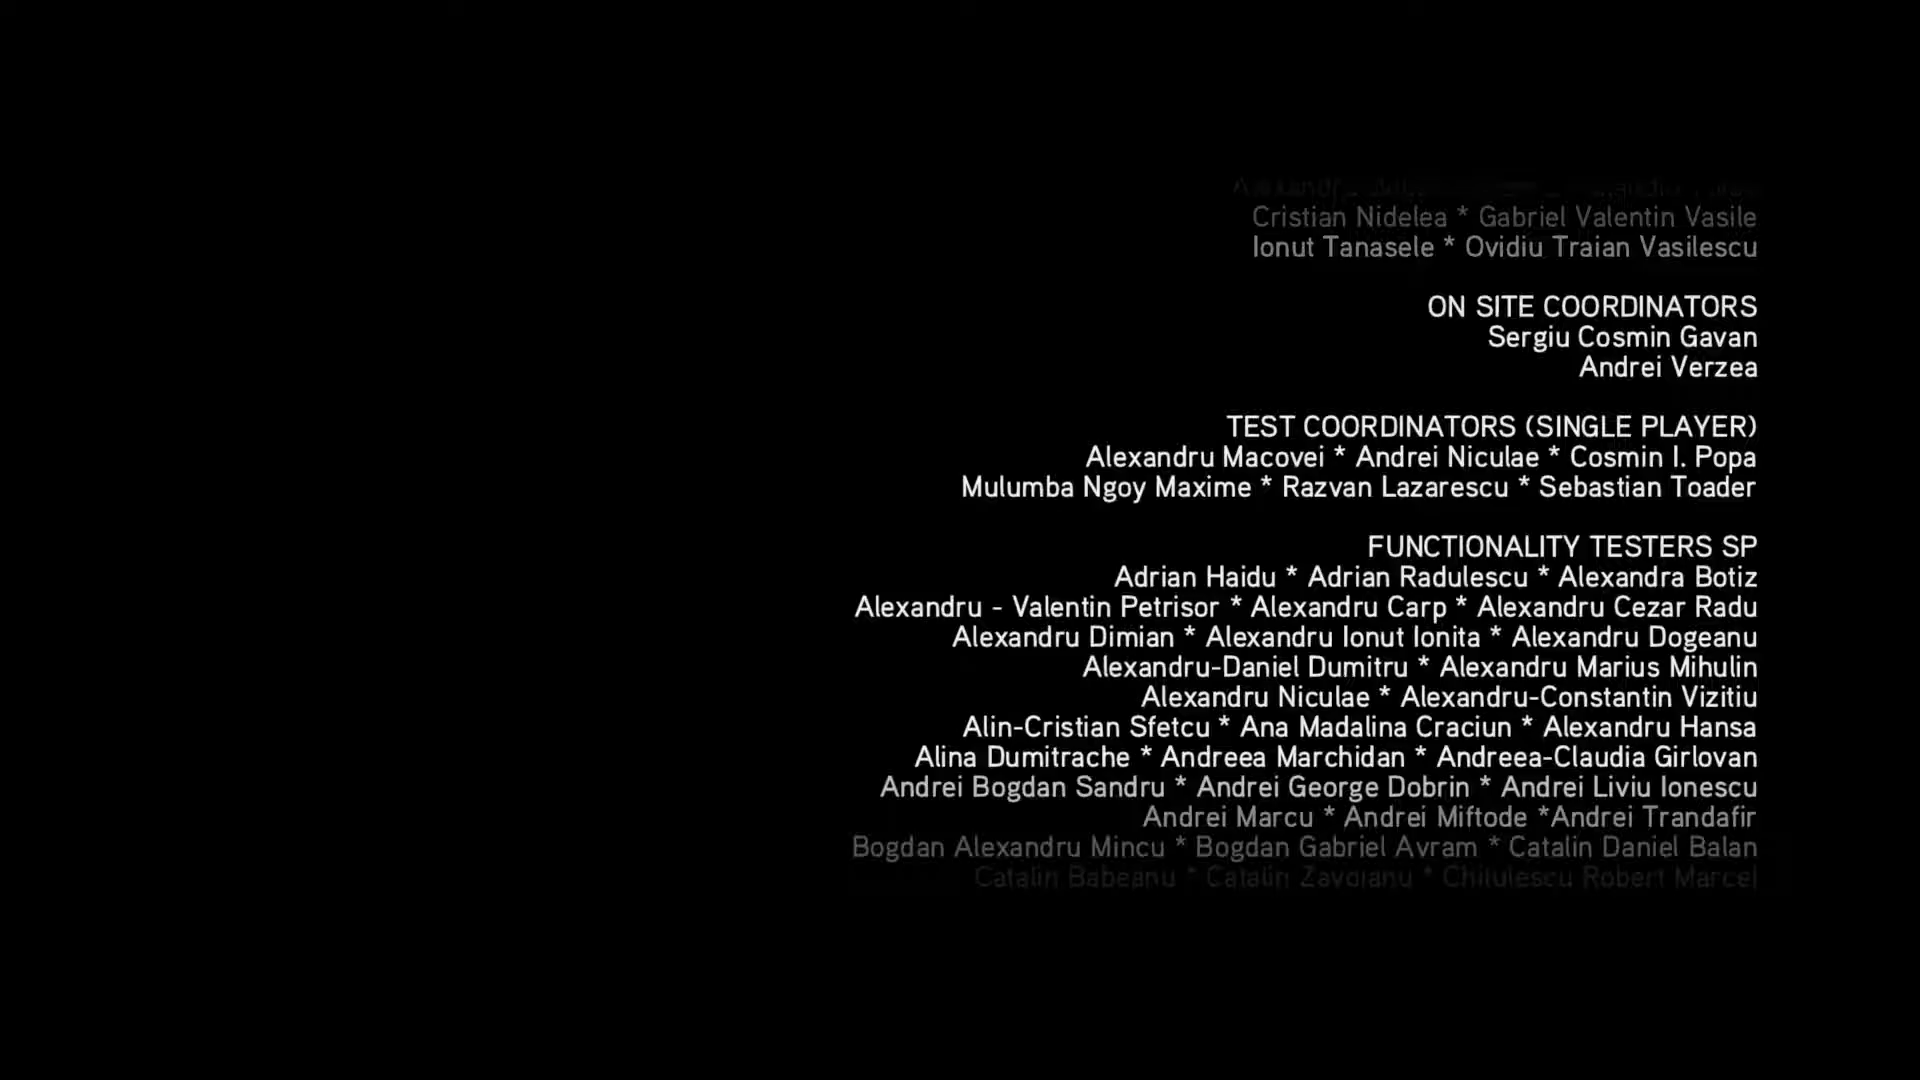 Cristian Nidelea * Gabriel Valentin Vasile
Ionut Tanasele * Ovidiu Traian Vasilescu
ON SITE COORDINATORS
Sergiu Cosmin Gavan
Andrei Verzea
TEST COORDINATORS (SINGLE PLAYER)
Alexandru Macovei * Andrei Niculae * Cosmin I. Popa
Mulumba Ngoy Maxime * Razvan Lazarescu * Sebastian Toader
FUNCTIONALITY TESTERS SP
Adrian Haidu * Adrian Radulescu * Alexandra Botiz
Alexandru - Valentin Petrisor * Alexandru Carp * Alexandru Cezar Radu
Alexandru Dimian * Alexandru Ionut Ionita * Alexandru Dogeanu
Alexandru-Daniel Dumitru * Alexandru Marius Mihulin
Alexandru Niculae * Alexandru-Constantin Vizitiu
Alin-Cristian Sfetcu * Ana Madalina Craciun * Alexandru Hansa
Alina Dumitrache * Andreea Marchidan * Andreea-Claudia Girlovan
Andrei Bogdan Sandru * Andrei George Dobrin * Andrei Liviu Ionescu
Andrei Marcu * Andrei Miftode *Andrei Trandafir
Bogdan Alexandru Mincu * Bogdan Gabriel Avram * Catalin Daniel Balan
Catalin Babeanu * Catalin Zavoianu * Chitulescu Robert Marcel